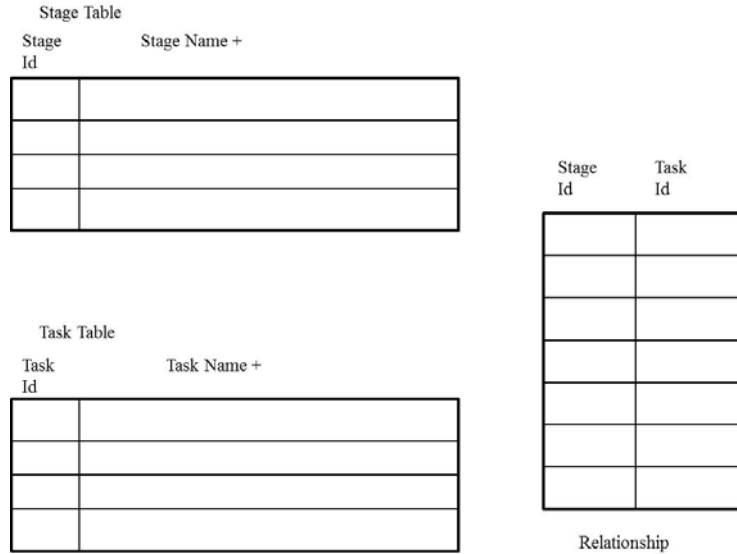 Stage Table
Stage Stage Name +
Id
Task Table
Task Task Name +
Id
Stage Task
Id Id
Relationship